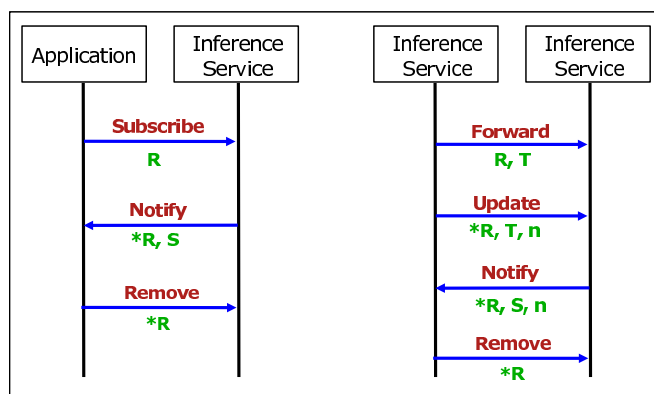 Application
Inference
Service
Subscribe
R
Notify
*R, S
Remove
*R
Inference
Service
Inference
Service
Forward
R, T
Update
*R, T, n
Notify
*R, S, n
Remove
*R